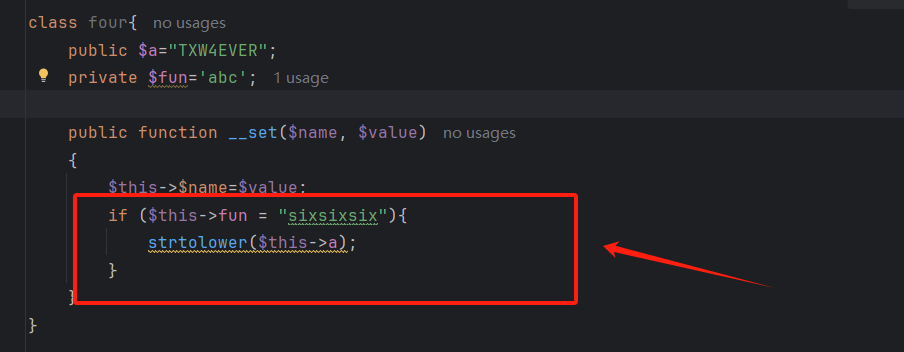 class four{ no usages
public $a="TXW4EVER";
private $fun='abc'; 1 usage
public function __set($name, $value) no usages
{
$this->$name=$value;
if ($this->fun = "sixsixsix"){
strtolower($this->a);
}
}
}